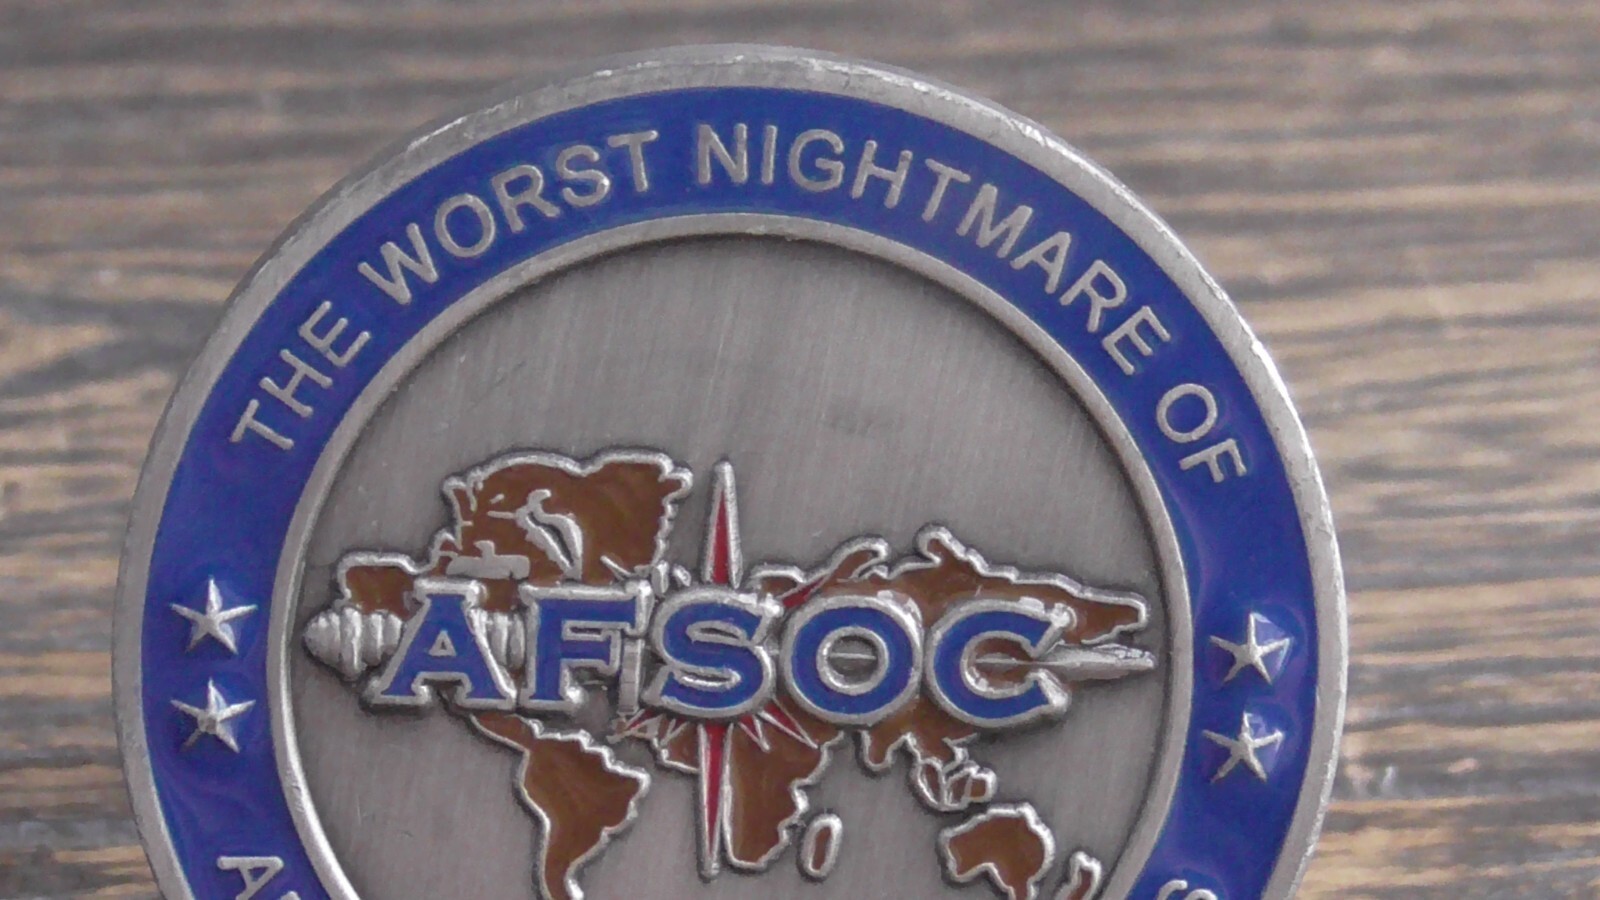 THE WORST NIGHTMARE OF
AFSOC